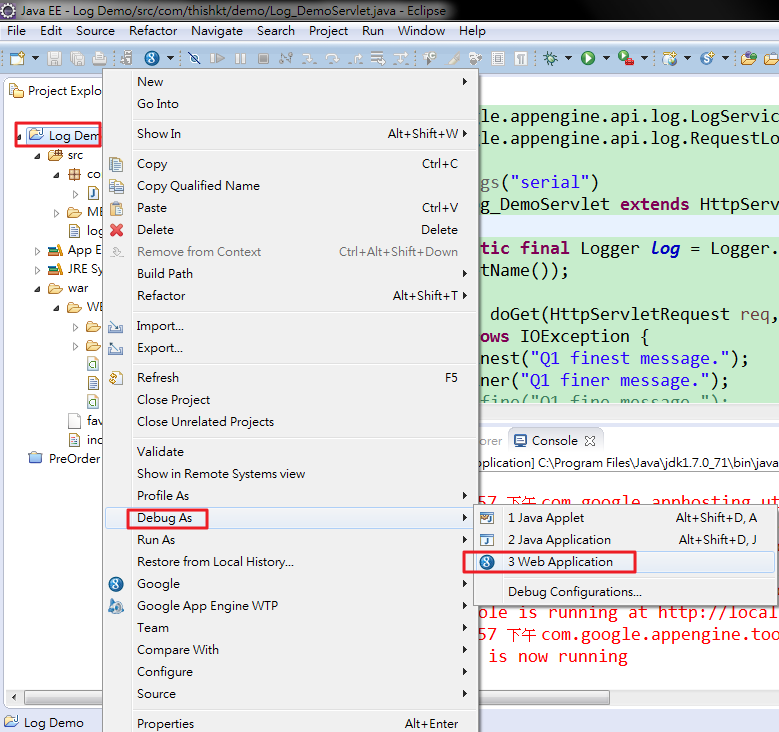 Java EE - Log Demo/src/com/thishkt/demo/Log_DemoServlet.java - Eclipse
File Edit Source Refactor Navigate Search Project Run Window Help
Project Explo
Log Dem
src
co
J
ME
log
App E
JRE Sy
war
WE
fav
inc
PreOrder
New
Go Into
Show In Alt+Shift+W
Copy Ctrl+C
Copy Qualified Name
Paste Ctrl+V
Delete Delete
Remove from Context Ctrl+Alt+Shift+Down
Build Path
Refactor Alt+Shift+T
Import...
Export...
Refresh F5
Close Project
Close Unrelated Projects
Validate
Show in Remote Systems view
Profile As
Debug As
Run As
Restore from Local History...
Google
Google App Engine WTP
Team
Compare With
Configure
Source
Properties Alt+Enter
1 Java Applet Alt+Shift+D, A
2 Java Application Alt+Shift+D, J
3 Web Application
Debug Configurations...
le.appengine.api.log.LogServic
le.appengine.api.log.RequestLo
gs("serial")
g_DemoServlet extends HttpServ
tic final Logger log = Logger.
tName());
doGet(HttpServletRequest req,
ows IOException {
nest("Q1 finest message.");
ner("Q1 finer message.");
fine("Q1 fine message.");
orer Console
pplication] C:\Program Files\Java\jdk1.7.0_71\bin\java
57 下午 com.google.apphosting.ut
ole is running at http://local
57 下午 com.google.appengine.too
is now running
Log Demo